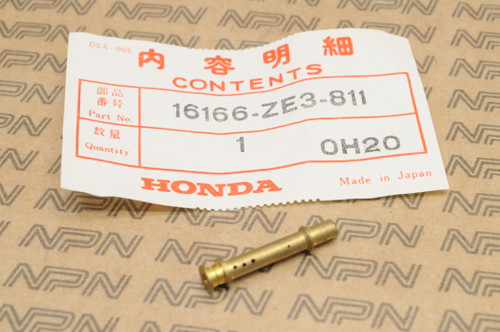 DSA 005
内容明細
CONTENTS
部品
番号
Part No.
16166-ZE3-811
数量
Quantity
1 0H20
HONDA
Made in Japan
NPN